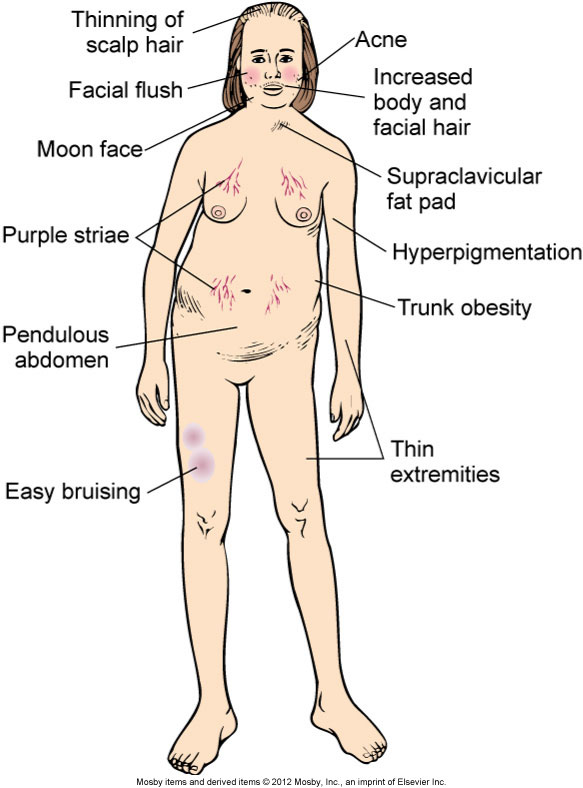 Thinning of
scalp hair
Acne
Facial flush
Increased
body and
facial hair
Moon face
Supraclavicular
fat pad
Purple striae
Hyperpigmentation
Trunk obesity
Pendulous
abdomen
Thin
extremities
Easy bruising
Mosby items and derived items © 2012 Mosby, Inc., an imprint of Elsevier Inc.